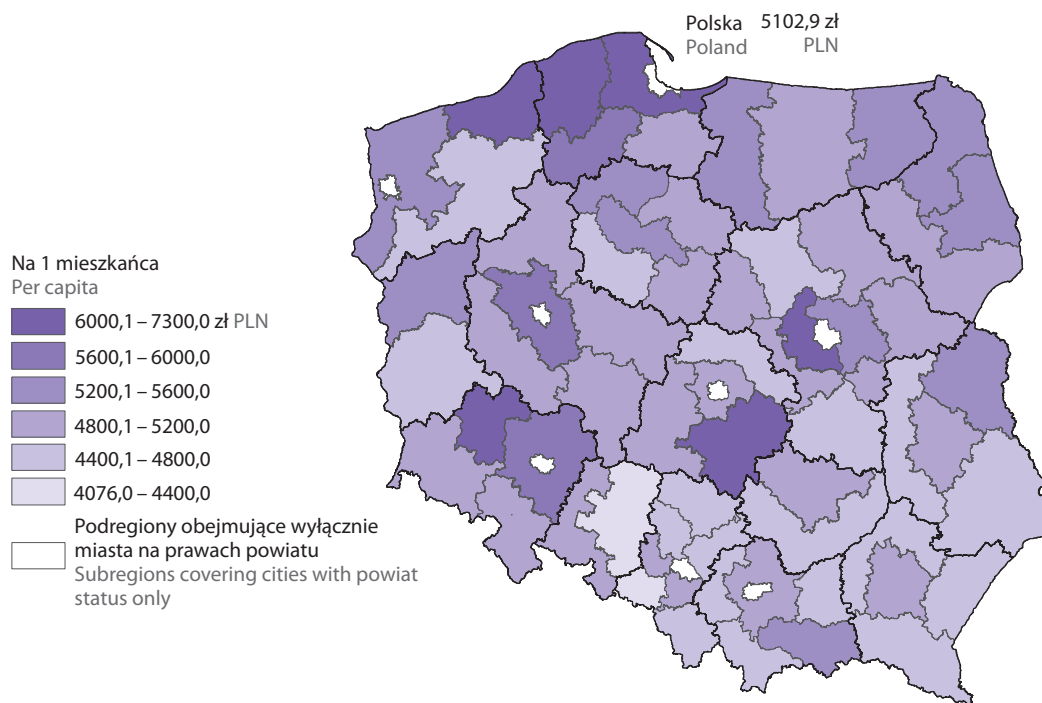 Polska 5102,9 zł
Poland PLN
Na 1 mieszkańca
Per capita
6000,1 – 7300,0 zł PLN
5600,1 – 6000,0
5200,1 – 5600,0
4800,1 – 5200,0
4400,1 – 4800,0
4076,0 – 4400,0
Podregiony obejmujące wyłącznie
miasta na prawach powiatu
Subregions covering cities with powiat
status only